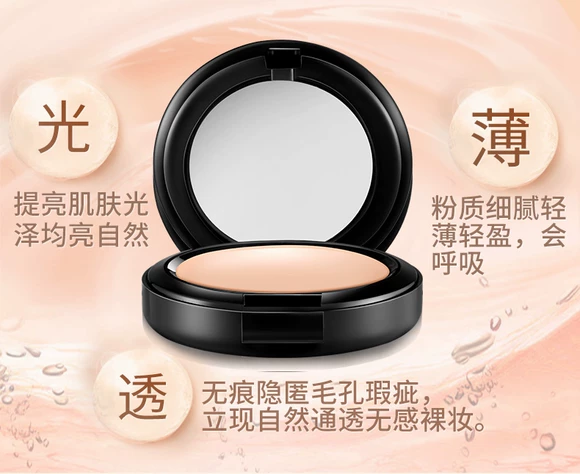 光
提亮肌肤光
泽均亮自然
薄
粉质细腻轻
薄轻盈，会
呼吸
透
无痕隐匿毛孔瑕疵，
立现自然通透无感裸妆。